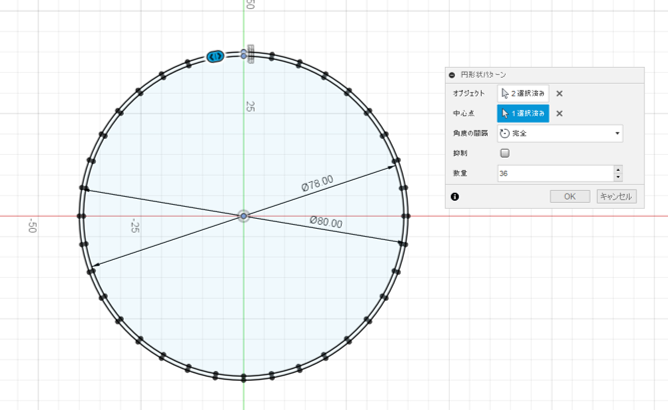 50
円形状パターン
オブジェクト 2 選択済み
中心点 1 選択済み
角度の間隔 完全
抑制
数量 36
OK キャンセル
25
Ø78.00
Ø80.00
-50
-25